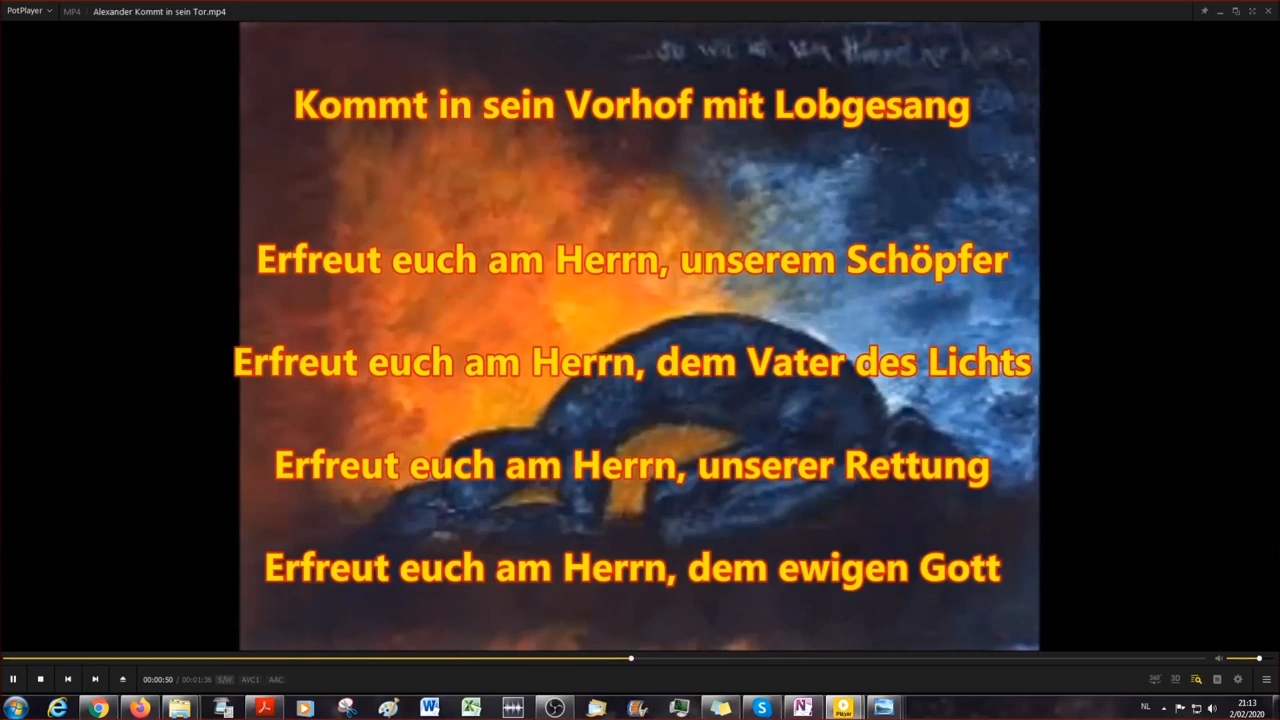 PotPlayer MP4 Alexander Kommt in sein Tor.mp4
Kommt in sein Vorhof mit Lobgesang
Erfreut euch am Herrn, unserem Schöpfer
Erfreut euch am Herrn, dem Vater des Lichts
Erfreut euch am Herrn, unserer Rettung
Erfreut euch am Herrn, dem ewigen Gott
00:00:50 / 00:01:36 S/W AVC1 AAC
360° 3D
NL 21:13
2/02/2020